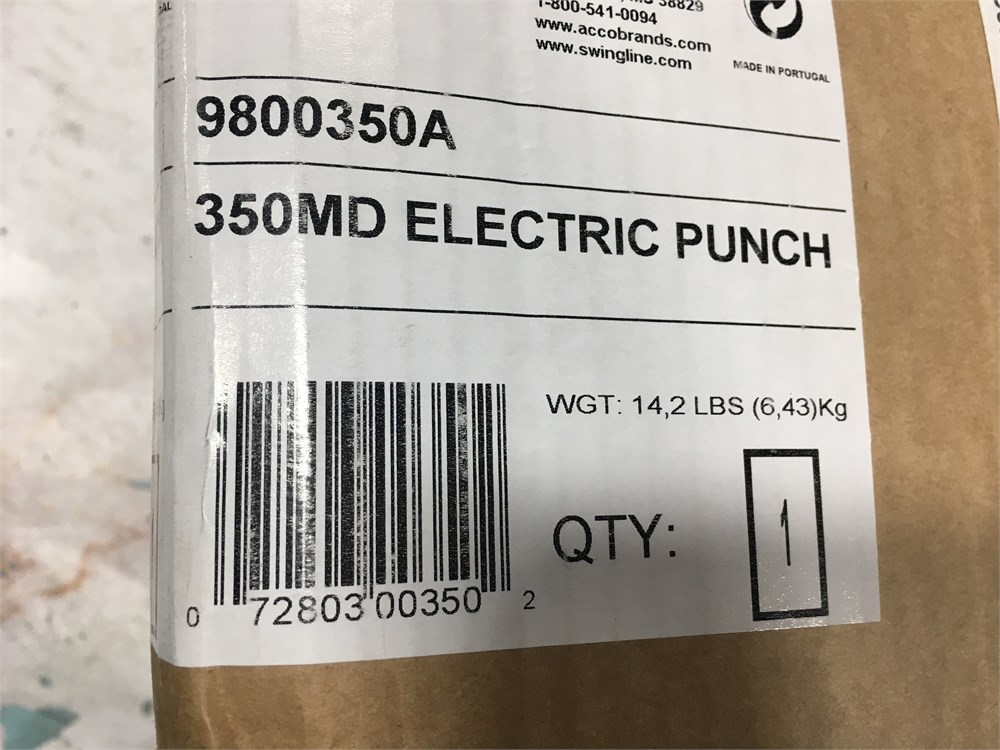 38829
1-800-541-0094
www.accobrands.com
www.swingline.com
MADE IN PORTUGAL
9800350A
350MD ELECTRIC PUNCH
WGT: 14,2 LBS (6,43)Kg
QTY: 1
0 72803 00350 2